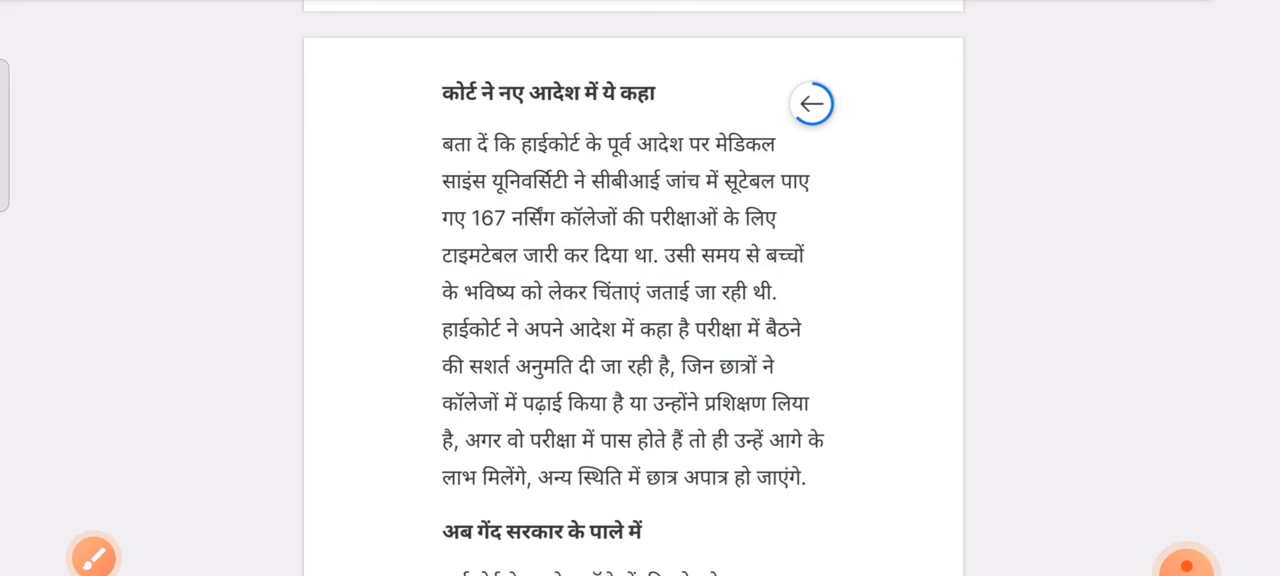 कोर्ट ने नए आदेश में ये कहा
बता दें कि हाईकोर्ट के पूर्व आदेश पर मेडिकल
साइंस यूनिवर्सिटी ने सीबीआई जांच में सूटेबल पाए
गए 167 नर्सिंग कॉलेजों की परीक्षाओं के लिए
टाइमटेबल जारी कर दिया था. उसी समय से बच्चों
के भविष्य को लेकर चिंताएं जताई जा रही थी.
हाईकोर्ट ने अपने आदेश में कहा है परीक्षा में बैठने
की सशर्त अनुमति दी जा रही है, जिन छात्रों ने
कॉलेजों में पढ़ाई किया है या उन्होंने प्रशिक्षण लिया
है, अगर वो परीक्षा में पास होते हैं तो ही उन्हें आगे के
लाभ मिलेंगे, अन्य स्थिति में छात्र अपात्र हो जाएंगे.
अब गेंद सरकार के पाले में